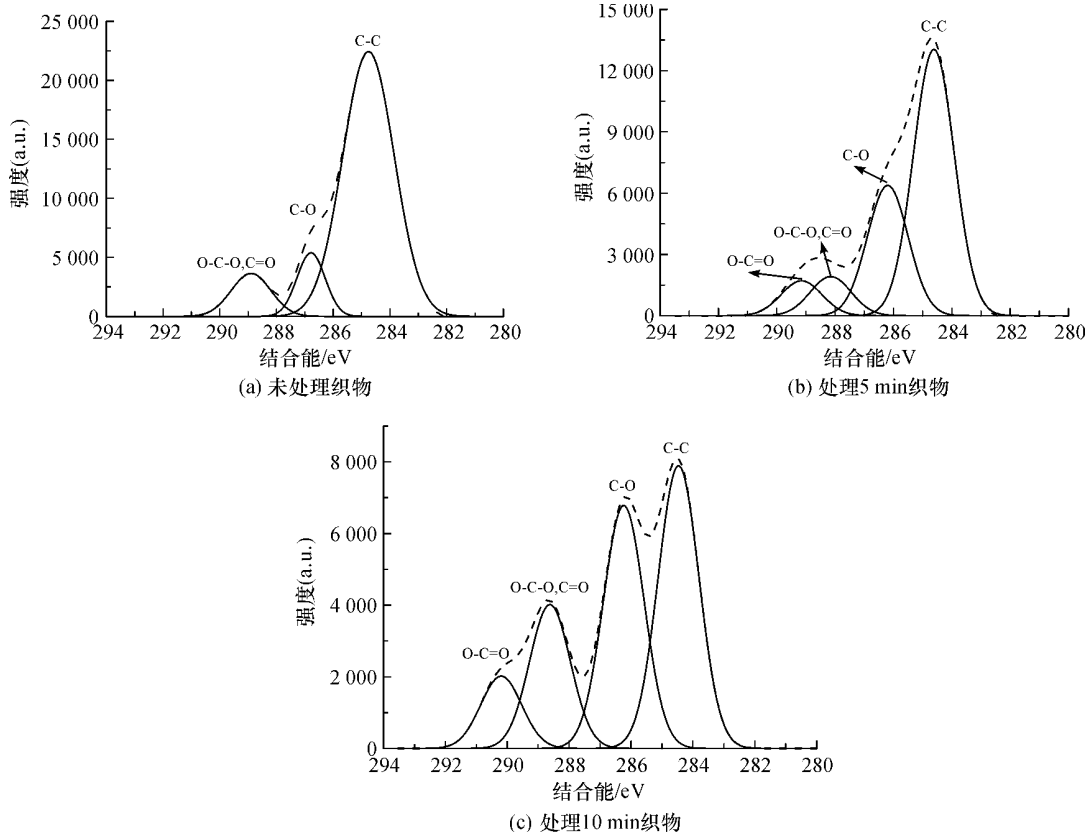 25 000
20 000
15 000
10 000
5 000
0
强度(a.u.)
C-C
C-O
O-C-O,C=O
294 292 290 288 286 284 282 280
结合能/eV
(a) 未处理织物
15 000
12 000
9 000
6 000
3 000
0
强度(a.u.)
C-C
C-O
O-C-O,C=O
O-C=O
294 292 290 288 286 284 282 280
结合能/eV
(b) 处理5 min织物
8 000
6 000
4 000
2 000
0
强度(a.u.)
C-C
C-O
O-C-O,C=O
O-C=O
294 292 290 288 286 284 282 280
结合能/eV
(c) 处理10 min织物